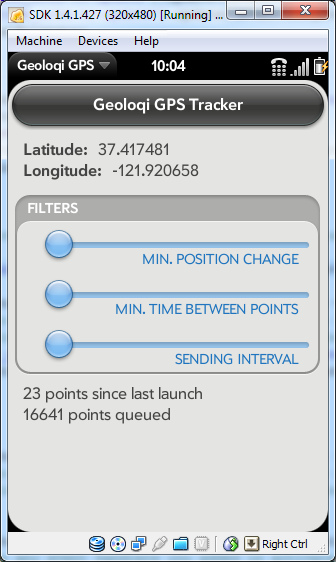 SDK 1.4.1.427 (320x480) [Running] ...
Machine Devices Help
Geoloqi GPS 10:04
Geoloqi GPS Tracker
Latitude: 37.417481
Longitude: -121.920658
FILTERS
MIN. POSITION CHANGE
MIN. TIME BETWEEN POINTS
SENDING INTERVAL
23 points since last launch
16641 points queued
Right Ctrl